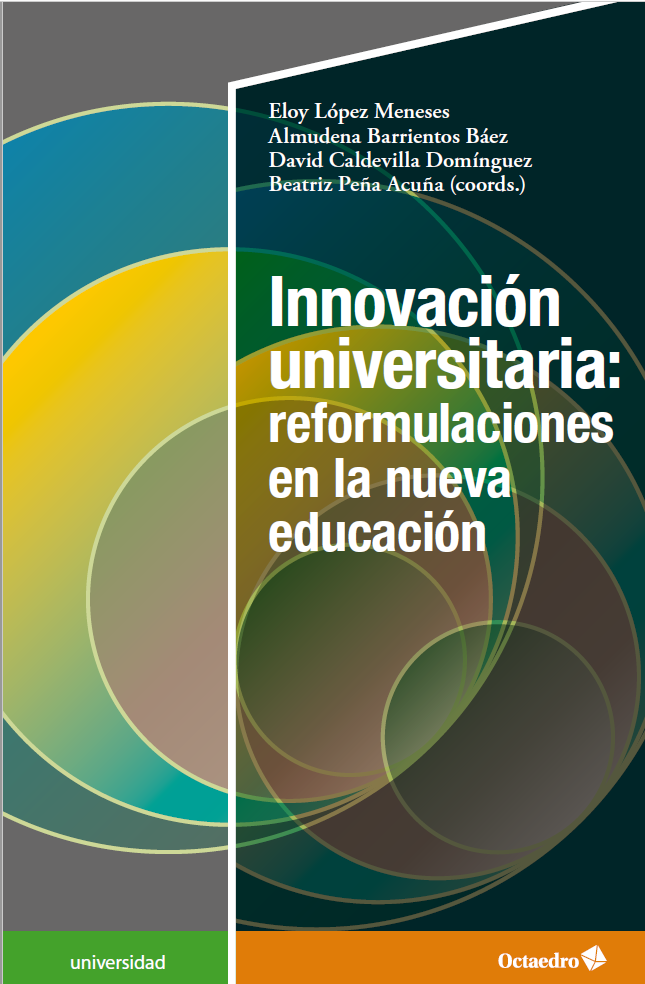 Eloy López Meneses
Almudena Barrientos Báez
David Caldevilla Domínguez
Beatriz Peña Acuña (coords.)
Innovación
universitaria:
reformulaciones
en la nueva
educación
universidad
Octaedro